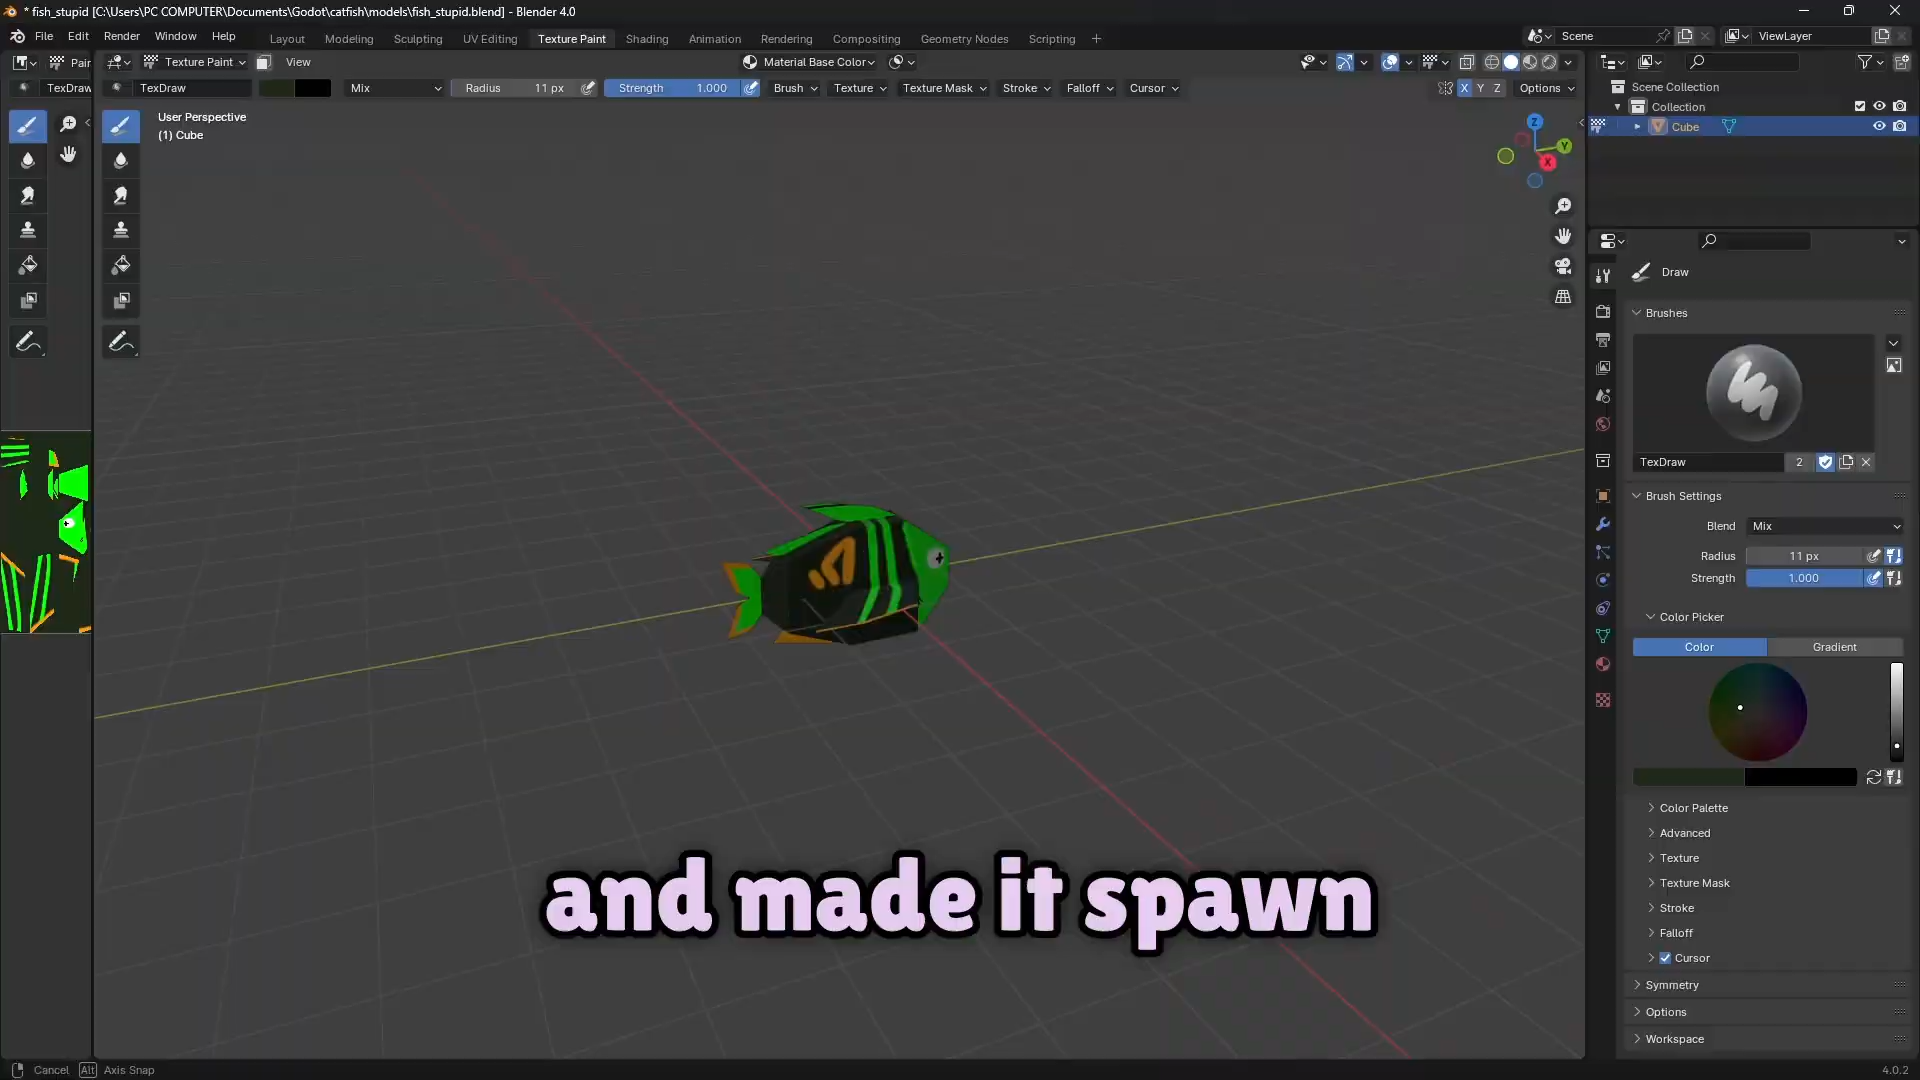 * fish_stupid [C:\Users\PC COMPUTER\Documents\Godot\catfish\models\fish_stupid.blend] - Blender 4.0
File Edit Render Window Help
Layout Modeling Sculpting UV Editing Texture Paint Shading Animation Rendering Compositing Geometry Nodes Scripting +
Scene
ViewLayer
Pain
Texture Paint
View
Material Base Color
TexDraw
TexDraw
Mix
Radius 11 px
Strength 1.000
Brush Texture Texture Mask Stroke Falloff Cursor
X Y Z
Options
User Perspective
(1) Cube
Z
Y
X
Scene Collection
Collection
Cube
Draw
Brushes
TexDraw 2
Brush Settings
Blend Mix
Radius 11 px
Strength 1.000
Color Picker
Color Gradient
Color Palette
Advanced
Texture
Texture Mask
Stroke
Falloff
Cursor
Symmetry
Options
Workspace
and made it spawn
Cancel Alt Axis Snap
4.0.2